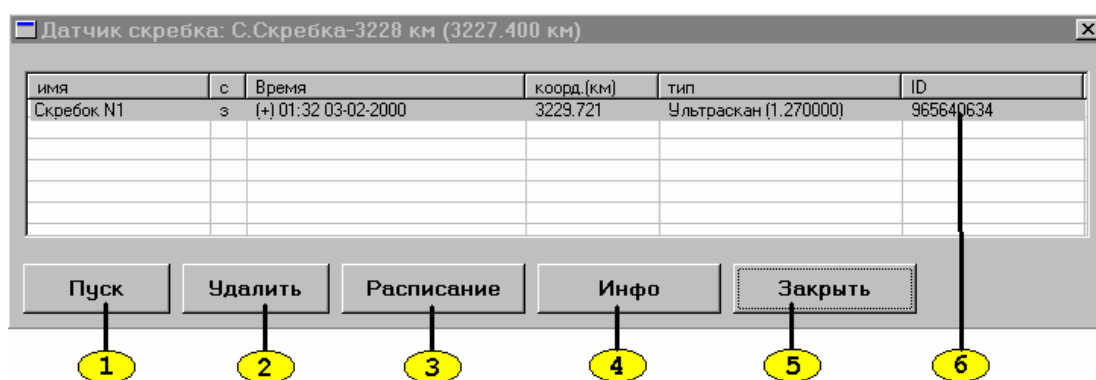 Датчик скребка: С.Скребка-3228 км (3227.400 км)
имя с Время коорд.(км) тип ID
Скребок N1 з (+) 01:32 03-02-2000 3229.721 Ультраскан (1.270000) 965640634
Пуск Удалить Расписание Инфо Закрыть
1 2 3 4 5 6